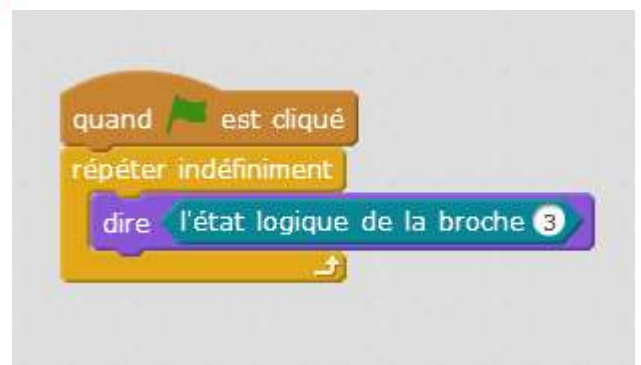 quand est cliqué
répéter indéfiniment
dire l'état logique de la broche 3